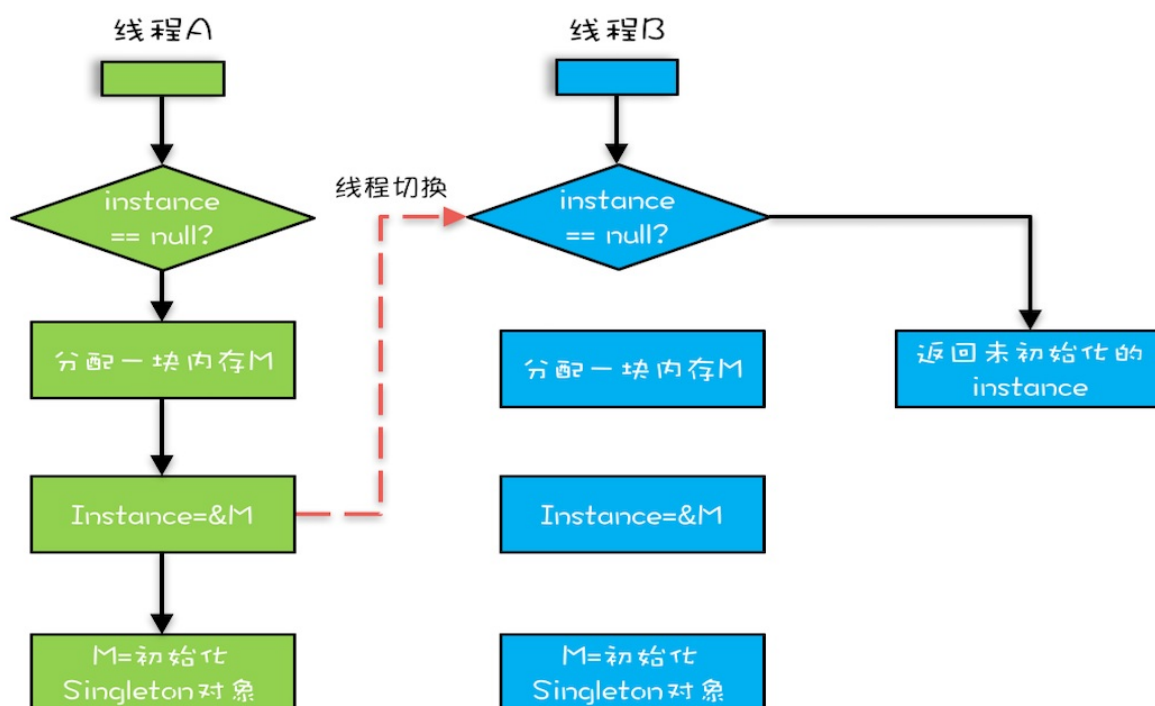 线程A
线程B
instance
== null?
线程切换
instance
== null?
分配一块内存M
分配一块内存M
返回未初始化的
instance
Instance=&M
Instance=&M
M=初始化
Singleton对象
M=初始化
Singleton对象